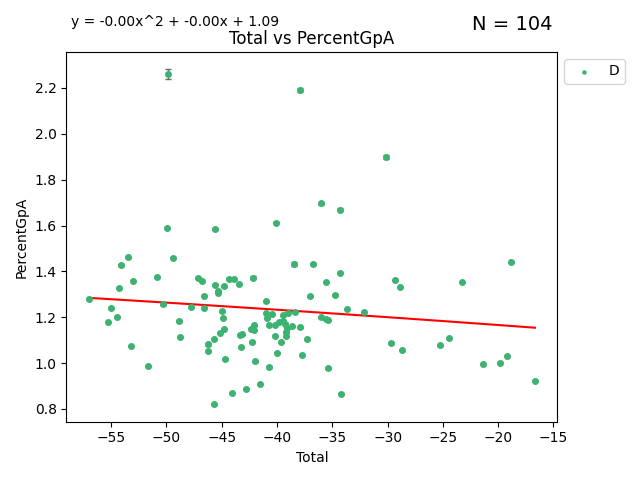 y = -0.00x^2 + -0.00x + 1.09
N = 104
Total vs PercentGpA
D
PercentGpA
2.2
2.0
1.8
1.6
1.4
1.2
1.0
0.8
−55 −50 −45 −40 −35 −30 −25 −20 −15
Total